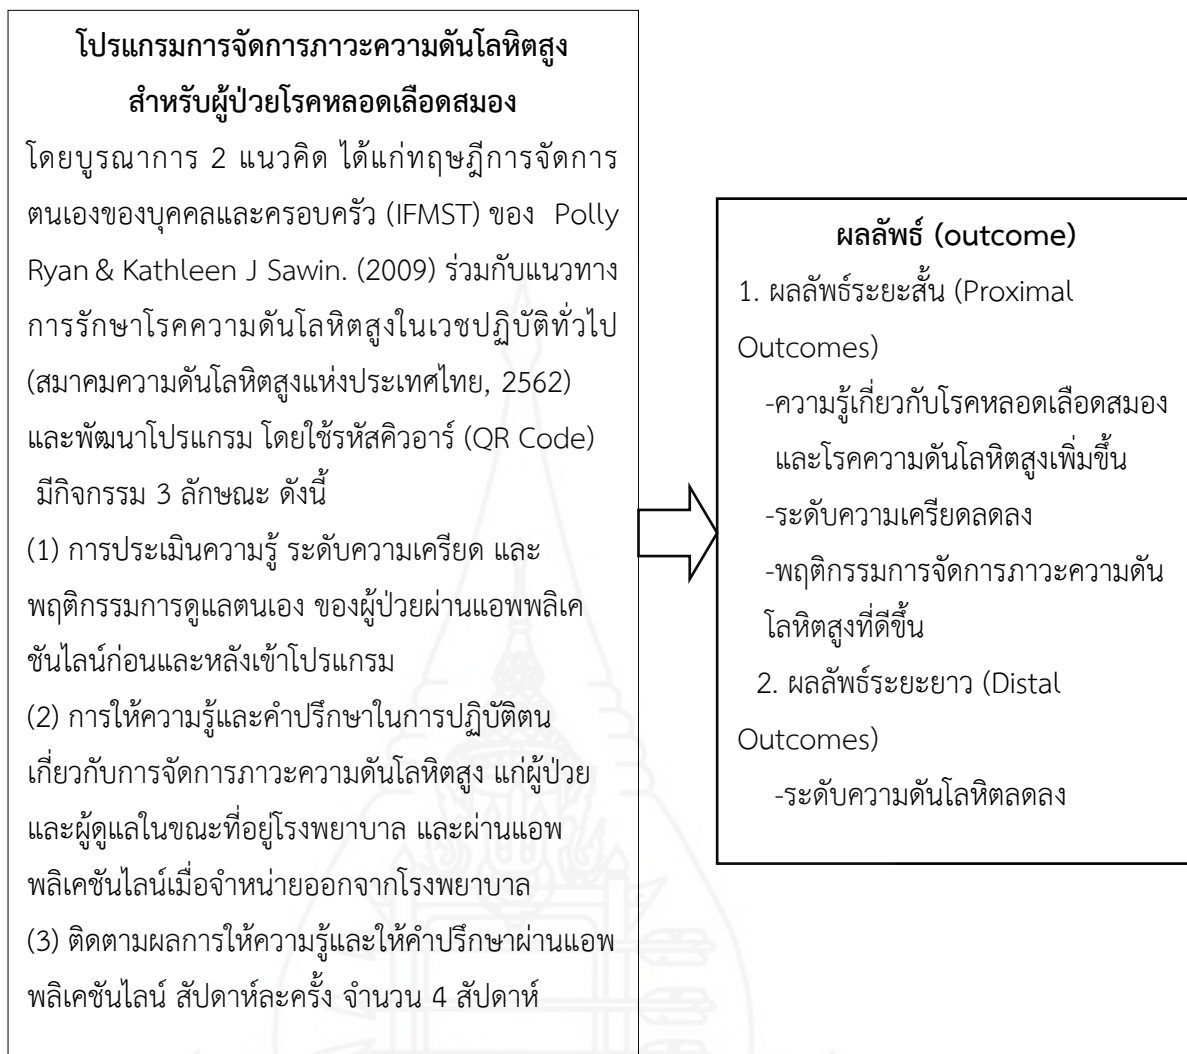 โปรแกรมการจัดการภาวะความดันโลหิตสูง
สำหรับผู้ป่วยโรคหลอดเลือดสมอง
โดยบูรณาการ 2 แนวคิด ได้แก่ทฤษฎีการจัดการ
ตนเองของบุคคลและครอบครัว (IFMST) ของ Polly
Ryan & Kathleen J Sawin. (2009) ร่วมกับแนวทาง
การรักษาโรคความดันโลหิตสูงในเวชปฏิบัติทั่วไป
(สมาคมความดันโลหิตสูงแห่งประเทศไทย, 2562)
และพัฒนาโปรแกรม โดยใช้รหัสคิวอาร์ (QR Code)
มีกิจกรรม 3 ลักษณะ ดังนี้
(1) การประเมินความรู้ ระดับความเครียด และ
พฤติกรรมการดูแลตนเอง ของผู้ป่วยผ่านแอพพลิเค
ชันไลน์ก่อนและหลังเข้าโปรแกรม
(2) การให้ความรู้และคำปรึกษาในการปฏิบัติตน
เกี่ยวกับการจัดการภาวะความดันโลหิตสูง แก่ผู้ป่วย
และผู้ดูแลในขณะที่อยู่โรงพยาบาล และผ่านแอพ
พลิเคชันไลน์เมื่อจำหน่ายออกจากโรงพยาบาล
(3) ติดตามผลการให้ความรู้และให้คำปรึกษาผ่านแอพ
พลิเคชันไลน์ สัปดาห์ละครั้ง จำนวน 4 สัปดาห์
ผลลัพธ์ (outcome)
1. ผลลัพธ์ระยะสั้น (Proximal
Outcomes)
-ความรู้เกี่ยวกับโรคหลอดเลือดสมอง
และโรคความดันโลหิตสูงเพิ่มขึ้น
-ระดับความเครียดลดลง
-พฤติกรรมการจัดการภาวะความดัน
โลหิตสูงที่ดีขึ้น
2. ผลลัพธ์ระยะยาว (Distal
Outcomes)
-ระดับความดันโลหิตลดลง